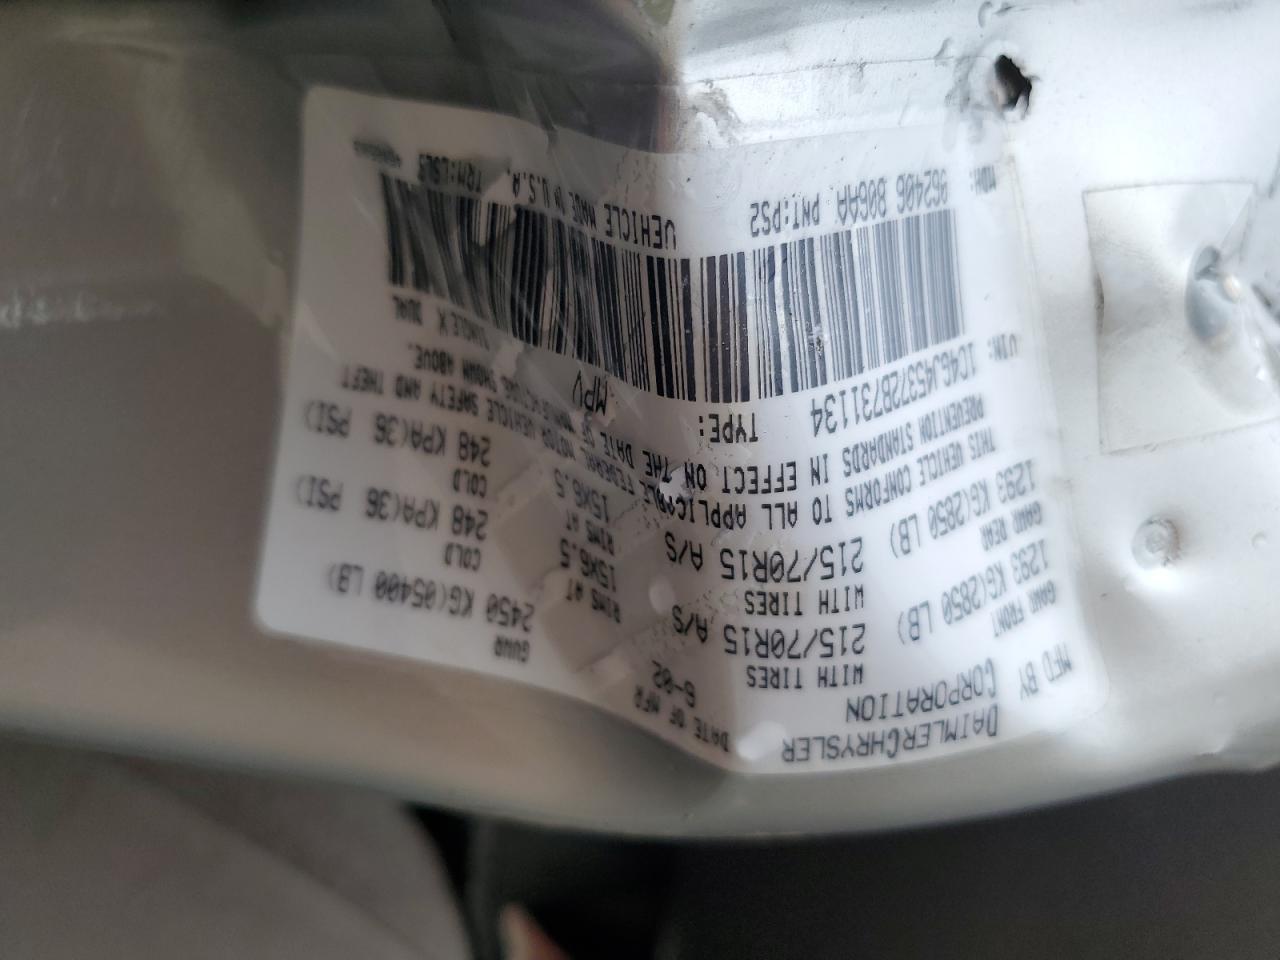 MFD BY DAIMLERCHRYSLER CORPORATION
DATE OF MFR 6-02
GVWR 2450 KG(05400 LB)
GAWR FRONT 1293 KG(2850 LB)
WITH TIRES 215/70R15 A/S
RIMS AT 15X6.5
COLD 248 KPA(36 PSI)
GAWR REAR 1293 KG(2850 LB)
WITH TIRES 215/70R15 A/S
RIMS AT 15X6.5
COLD 248 KPA(36 PSI)
THIS VEHICLE CONFORMS TO ALL APPLICABLE FEDERAL MOTOR VEHICLE SAFETY AND THEFT
PREVENTION STANDARDS IN EFFECT ON THE DATE OF MANUFACTURE SHOWN ABOVE.
VIN: 1C4GJ45372B731134 TYPE: MPV SINGLE X DUAL
MDH: 062406 806AA PNT:PS2 VEHICLE MADE IN U.S.A.